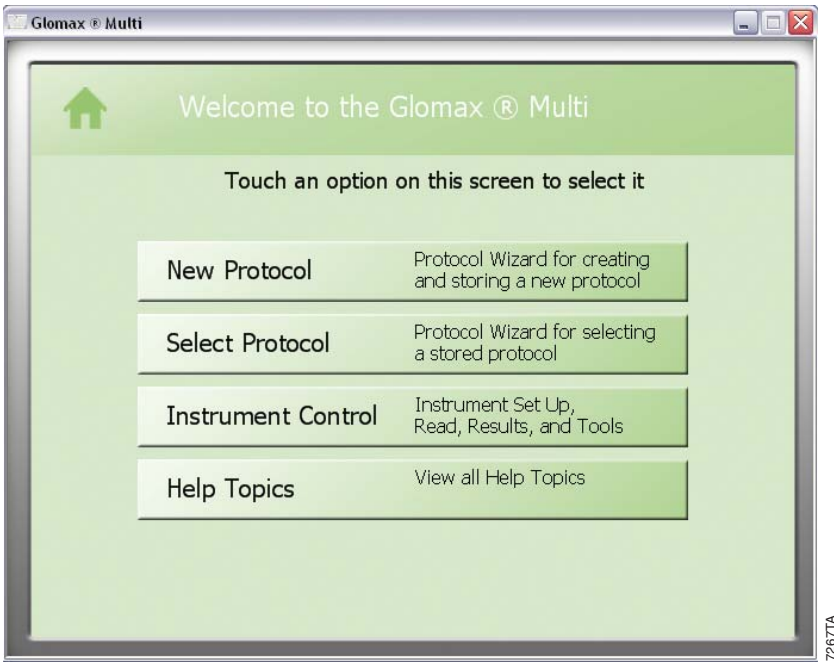 Glomax ® Multi
Welcome to the Glomax ® Multi
Touch an option on this screen to select it
New Protocol
Protocol Wizard for creating
and storing a new protocol
Select Protocol
Protocol Wizard for selecting
a stored protocol
Instrument Control
Instrument Set Up,
Read, Results, and Tools
Help Topics
View all Help Topics
7267TA